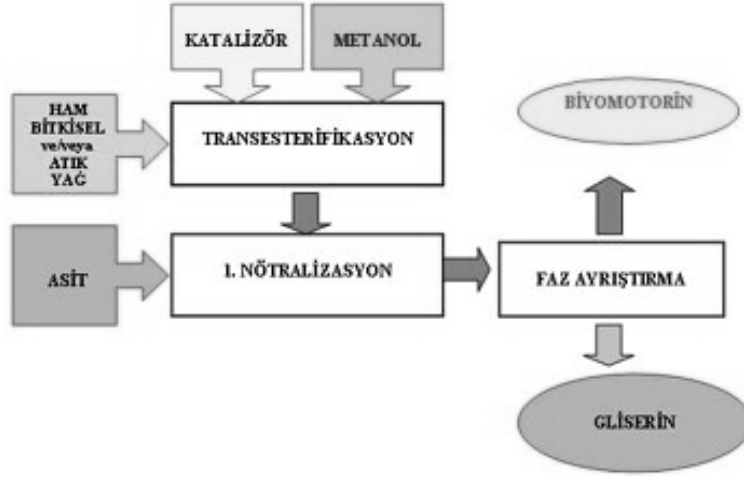 KATALİZÖR
METANOL
HAM
BİTKİSEL
ve/veya
ATIK
YAĞ
TRANSESTERİFİKASYON
BİYOMOTORİN
ASİT
1. NÖTRALİZASYON
FAZ AYRIŞTIRMA
GLİSERİN